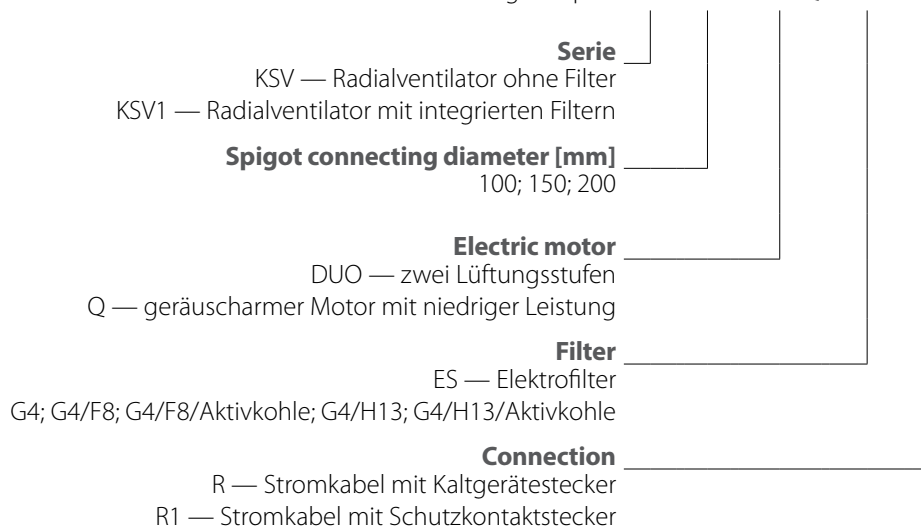 Serie
KSV — Radialventilator ohne Filter
KSV1 — Radialventilator mit integrierten Filtern
Spigot connecting diameter [mm]
100; 150; 200
Electric motor
DUO — zwei Lüftungsstufen
Q — geräuscharmer Motor mit niedriger Leistung
Filter
ES — Elektrofilter
G4; G4/F8; G4/F8/Aktivkohle; G4/H13; G4/H13/Aktivkohle
Connection
R — Stromkabel mit Kaltgerätestecker
R1 — Stromkabel mit Schutzkontaktstecker